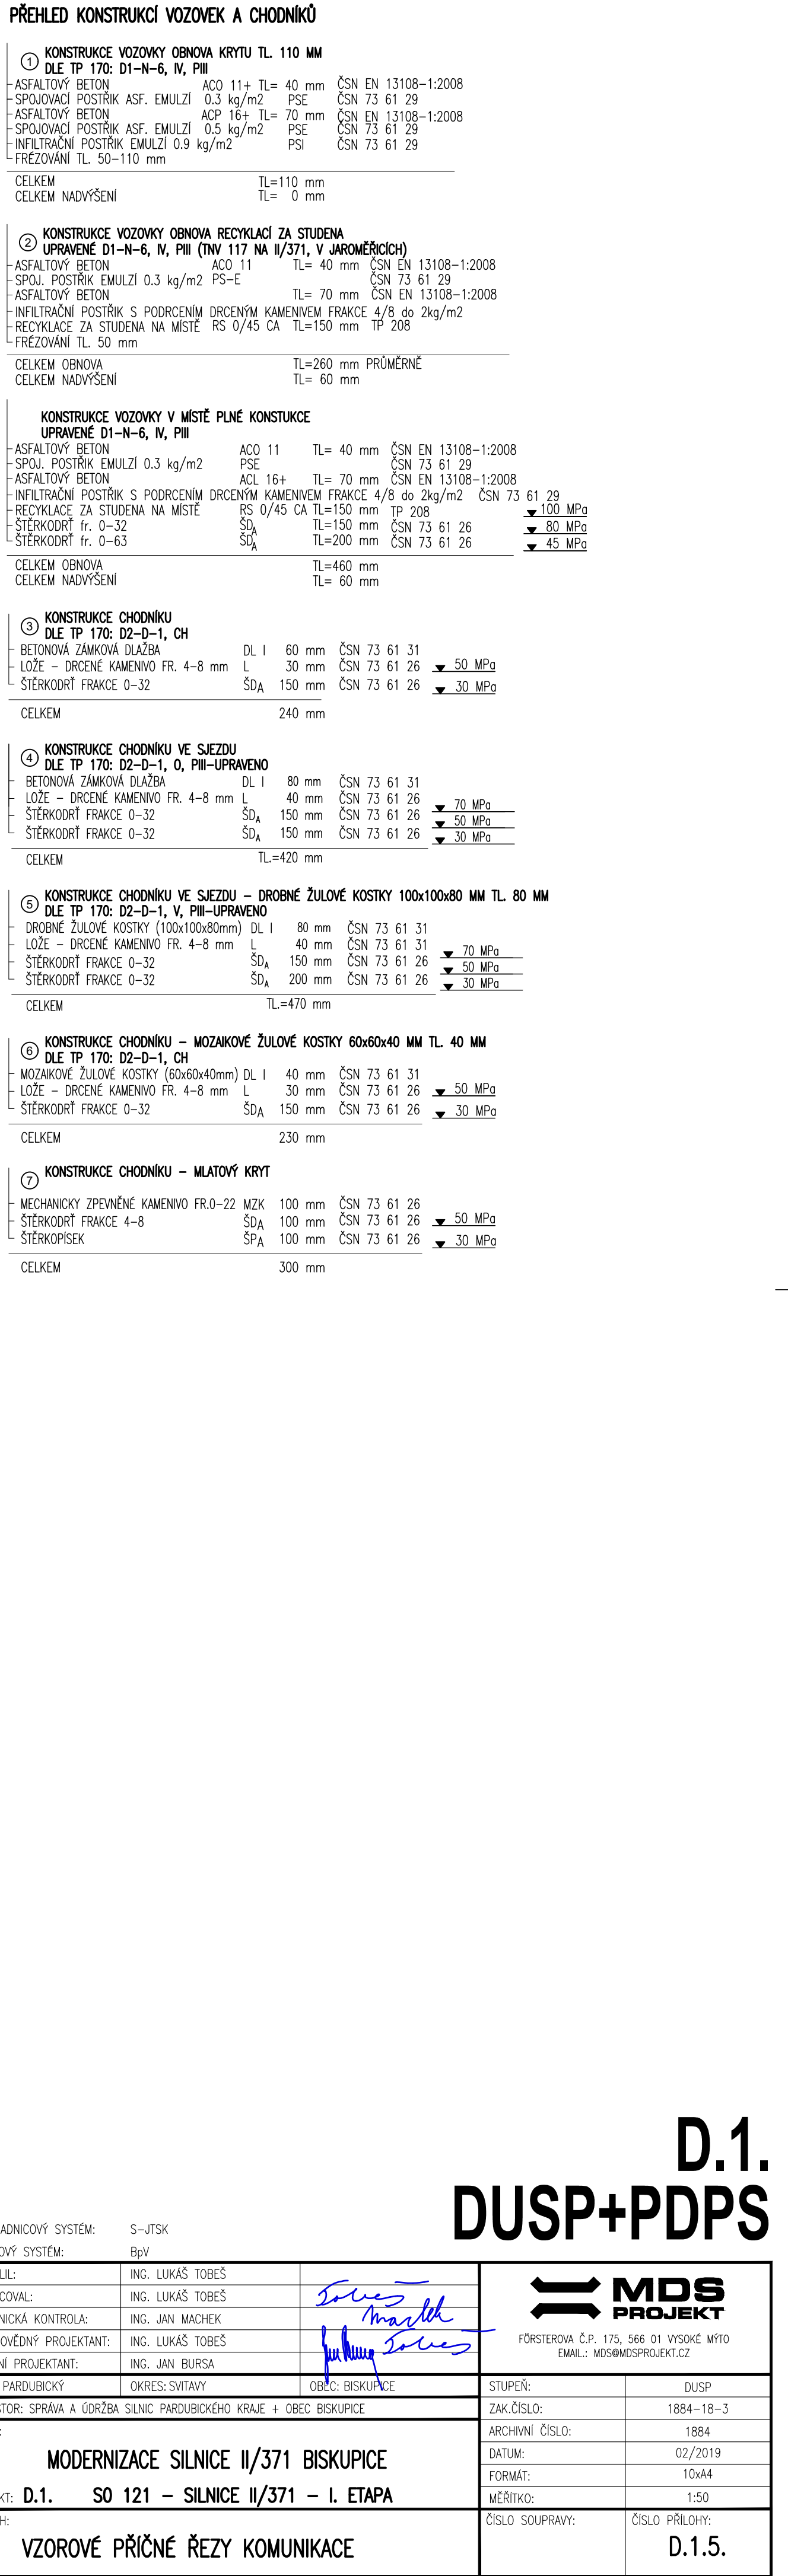 PŘEHLED KONSTRUKCÍ VOZOVEK A CHODNÍKŮ
1 KONSTRUKCE VOZOVKY OBNOVA KRYTU TL. 110 MM
DLE TP 170: D1-N-6, IV, PIII
ASFALTOVÝ BETON ACO 11+ TL= 40 mm ČSN EN 13108-1:2008
SPOJOVACÍ POSTŘIK ASF. EMULZÍ 0.3 kg/m2 PSE ČSN 73 61 29
ASFALTOVÝ BETON ACP 16+ TL= 70 mm ČSN EN 13108-1:2008
SPOJOVACÍ POSTŘIK ASF. EMULZÍ 0.5 kg/m2 PSE ČSN 73 61 29
INFILTRAČNÍ POSTŘIK EMULZÍ 0.9 kg/m2 PSI ČSN 73 61 29
FRÉZOVÁNÍ TL. 50-110 mm
CELKEM TL=110 mm
CELKEM NADVÝŠENÍ TL= 0 mm
2 KONSTRUKCE VOZOVKY OBNOVA RECYKLACÍ ZA STUDENA
UPRAVENÉ D1-N-6, IV, PIII (TNV 117 NA II/371, V JAROMĚŘICÍCH)
ASFALTOVÝ BETON ACO 11 TL= 40 mm ČSN EN 13108-1:2008
SPOJ. POSTŘIK EMULZÍ 0.3 kg/m2 PS-E ČSN 73 61 29
ASFALTOVÝ BETON TL= 70 mm ČSN EN 13108-1:2008
INFILTRAČNÍ POSTŘIK S PODRCENÍM DRCENÝM KAMENIVEM FRAKCE 4/8 do 2kg/m2
RECYKLACE ZA STUDENA NA MÍSTĚ RS 0/45 CA TL=150 mm TP 208
FRÉZOVÁNÍ TL. 50 mm
CELKEM OBNOVA TL=260 mm PRŮMĚRNĚ
CELKEM NADVÝŠENÍ TL= 60 mm
KONSTRUKCE VOZOVKY V MÍSTĚ PLNÉ KONSTUKCE
UPRAVENÉ D1-N-6, IV, PIII
ASFALTOVÝ BETON ACO 11 TL= 40 mm ČSN EN 13108-1:2008
SPOJ. POSTŘIK EMULZÍ 0.3 kg/m2 PSE ČSN 73 61 29
ASFALTOVÝ BETON ACL 16+ TL= 70 mm ČSN EN 13108-1:2008
INFILTRAČNÍ POSTŘIK S PODRCENÍM DRCENÝM KAMENIVEM FRAKCE 4/8 do 2kg/m2 ČSN 73 61 29
RECYKLACE ZA STUDENA NA MÍSTĚ RS 0/45 CA TL=150 mm TP 208 100 MPa
ŠTĚRKODRŤ fr. 0-32 ŠDA TL=150 mm ČSN 73 61 26 80 MPa
ŠTĚRKODRŤ fr. 0-63 ŠDA TL=200 mm ČSN 73 61 26 45 MPa
CELKEM OBNOVA TL=460 mm
CELKEM NADVÝŠENÍ TL= 60 mm
3 KONSTRUKCE CHODNÍKU
DLE TP 170: D2-D-1, CH
BETONOVÁ ZÁMKOVÁ DLAŽBA DL I 60 mm ČSN 73 61 31
LOŽE - DRCENÉ KAMENIVO FR. 4-8 mm L 30 mm ČSN 73 61 26 50 MPa
ŠTĚRKODRŤ FRAKCE 0-32 ŠDA 150 mm ČSN 73 61 26 30 MPa
CELKEM 240 mm
4 KONSTRUKCE CHODNÍKU VE SJEZDU
DLE TP 170: D2-D-1, O, PIII-UPRAVENO
BETONOVÁ ZÁMKOVÁ DLAŽBA DL I 80 mm ČSN 73 61 31
LOŽE - DRCENÉ KAMENIVO FR. 4-8 mm L 40 mm ČSN 73 61 26
ŠTĚRKODRŤ FRAKCE 0-32 ŠDA 150 mm ČSN 73 61 26 70 MPa
50 MPa
ŠTĚRKODRŤ FRAKCE 0-32 ŠDA 150 mm ČSN 73 61 26 30 MPa
CELKEM TL.=420 mm
5 KONSTRUKCE CHODNÍKU VE SJEZDU - DROBNÉ ŽULOVÉ KOSTKY 100x100x80 MM TL. 80 MM
DLE TP 170: D2-D-1, V, PIII-UPRAVENO
DROBNÉ ŽULOVÉ KOSTKY (100x100x80mm) DL I 80 mm ČSN 73 61 31
LOŽE - DRCENÉ KAMENIVO FR. 4-8 mm L 40 mm ČSN 73 61 31
ŠTĚRKODRŤ FRAKCE 0-32 ŠDA 150 mm ČSN 73 61 26 70 MPa
50 MPa
ŠTĚRKODRŤ FRAKCE 0-32 ŠDA 200 mm ČSN 73 61 26 30 MPa
CELKEM TL.=470 mm
6 KONSTRUKCE CHODNÍKU - MOZAIKOVÉ ŽULOVÉ KOSTKY 60x60x40 MM TL. 40 MM
DLE TP 170: D2-D-1, CH
MOZAIKOVÉ ŽULOVÉ KOSTKY (60x60x40mm) DL I 40 mm ČSN 73 61 31
LOŽE - DRCENÉ KAMENIVO FR. 4-8 mm L 30 mm ČSN 73 61 26 50 MPa
ŠTĚRKODRŤ FRAKCE 0-32 ŠDA 150 mm ČSN 73 61 26 30 MPa
CELKEM 230 mm
7 KONSTRUKCE CHODNÍKU - MLATOVÝ KRYT
MECHANICKY ZPEVNĚNÉ KAMENIVO FR.0-22 MZK 100 mm ČSN 73 61 26
ŠTĚRKODRŤ FRAKCE 4-8 ŠDA 100 mm ČSN 73 61 26 50 MPa
ŠTĚRKOPÍSEK ŠPA 100 mm ČSN 73 61 26 30 MPa
CELKEM 300 mm
D.1.
DUSP+PDPS
ADNICOVÝ SYSTÉM: S-JTSK
OVÝ SYSTÉM: BpV
LIL: ING. LUKÁŠ TOBEŠ
COVAL: ING. LUKÁŠ TOBEŠ Tobeš
NICKÁ KONTROLA: ING. JAN MACHEK Machek
OVĚDNÝ PROJEKTANT: ING. LUKÁŠ TOBEŠ Tobeš
NÍ PROJEKTANT: ING. JAN BURSA
PARDUBICKÝ OKRES: SVITAVY OBEC: BISKUPICE
STOR: SPRÁVA A ÚDRŽBA SILNIC PARDUBICKÉHO KRAJE + OBEC BISKUPICE
MODERNIZACE SILNICE II/371 BISKUPICE
KT: D.1. SO 121 - SILNICE II/371 - I. ETAPA
H:
VZOROVÉ PŘÍČNÉ ŘEZY KOMUNIKACE
MDS
PROJEKT
FÖRSTEROVA Č.P. 175, 566 01 VYSOKÉ MÝTO
EMAIL.: MDS@MDSPROJEKT.CZ
STUPEŇ: DUSP
ZAK.ČÍSLO: 1884-18-3
ARCHIVNÍ ČÍSLO: 1884
DATUM: 02/2019
FORMÁT: 10xA4
MĚŘÍTKO: 1:50
ČÍSLO SOUPRAVY: ČÍSLO PŘÍLOHY:
D.1.5.